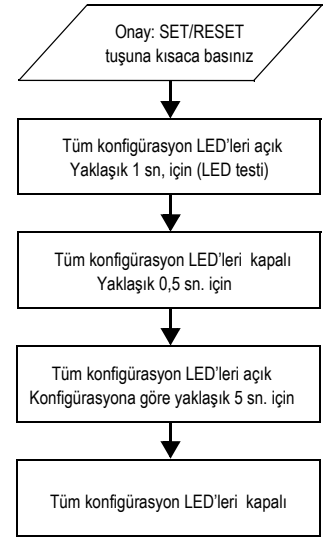 Onay: SET/RESET
tuşuna kısaca basınız
Tüm konfigürasyon LED'leri açık
Yaklaşık 1 sn, için (LED testi)
Tüm konfigürasyon LED'leri kapalı
Yaklaşık 0,5 sn. için
Tüm konfigürasyon LED'leri açık
Konfigürasyona göre yaklaşık 5 sn. için
Tüm konfigürasyon LED'leri kapalı